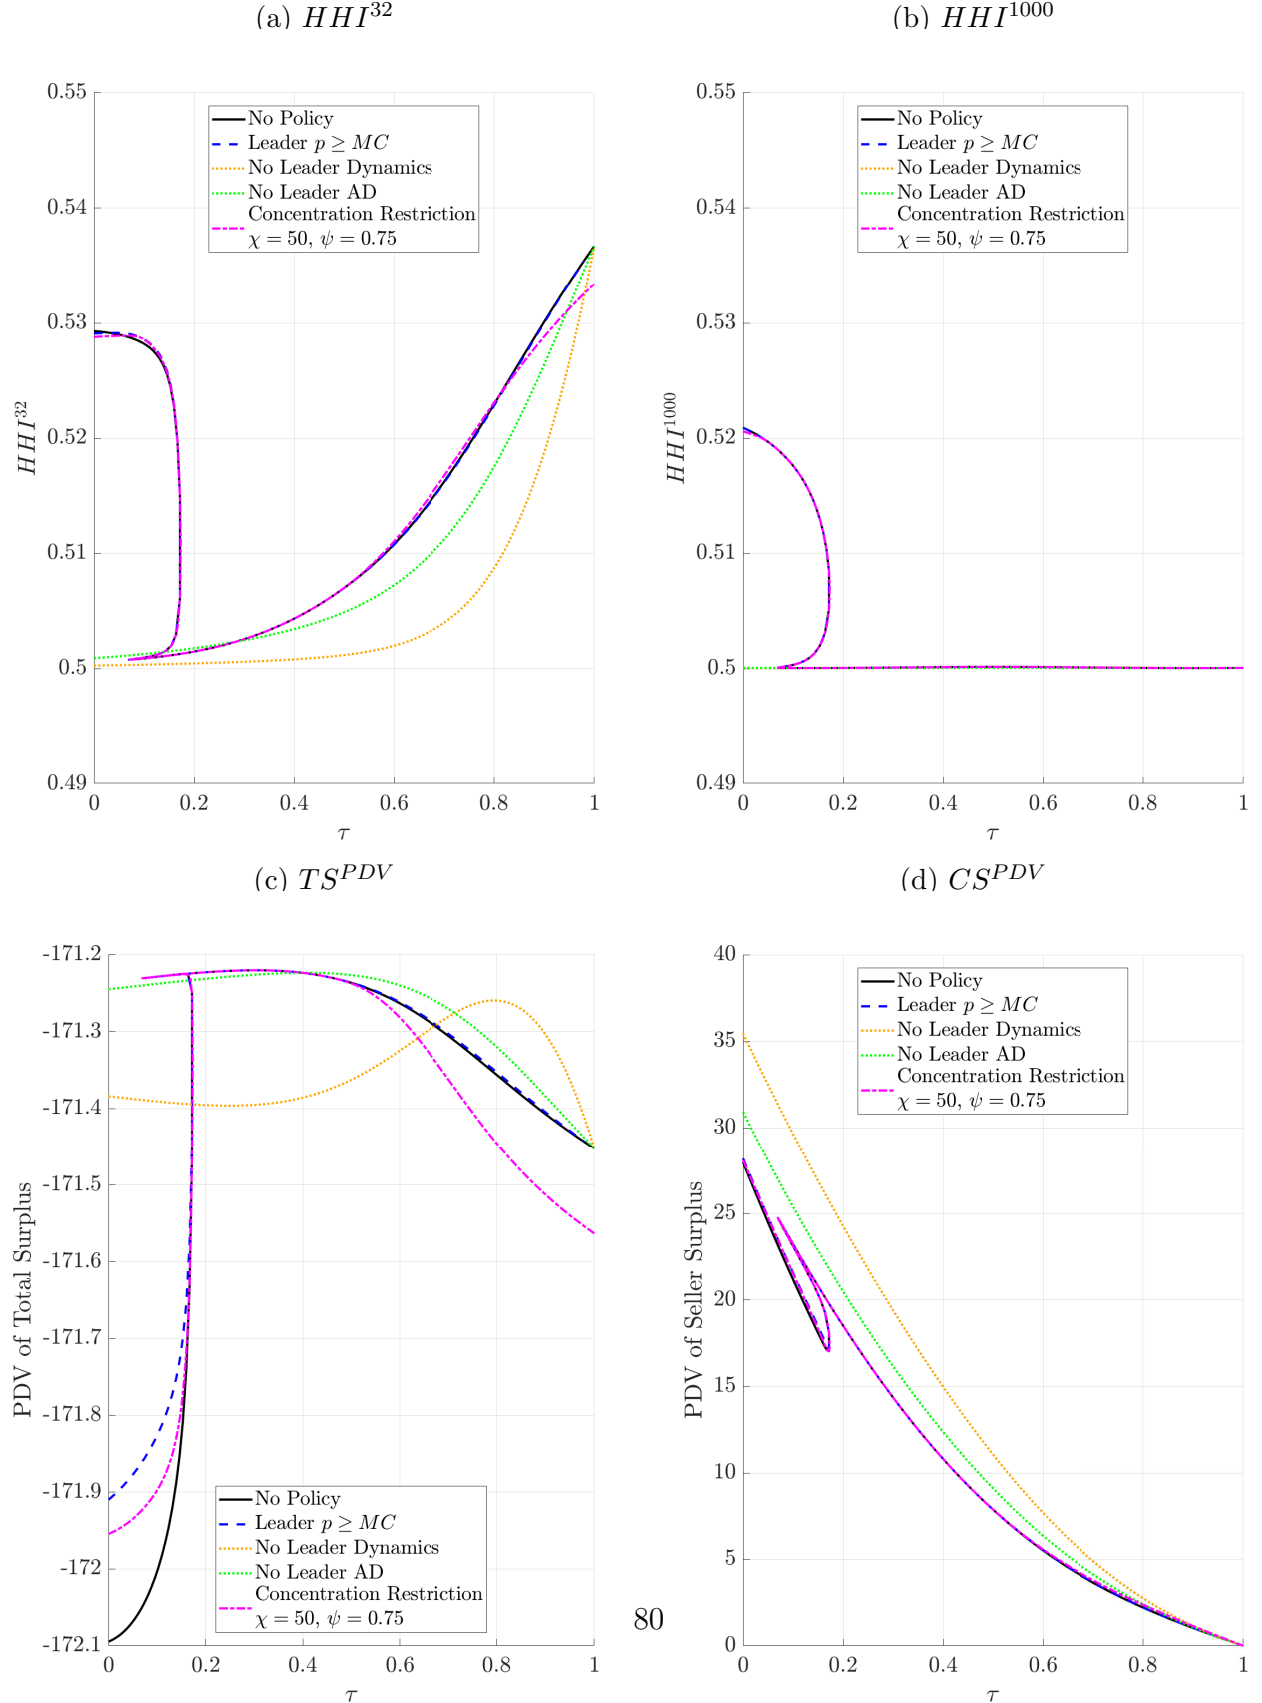 (a) HHI^32
0.55
0.54
0.53
0.52
0.51
0.5
0.49
HHI^32
No Policy
Leader p ≥ MC
No Leader Dynamics
No Leader AD
Concentration Restriction
χ = 50, ψ = 0.75
0 0.2 0.4 0.6 0.8 1
τ
(b) HHI^1000
0.55
0.54
0.53
0.52
0.51
0.5
0.49
HHI^1000
No Policy
Leader p ≥ MC
No Leader Dynamics
No Leader AD
Concentration Restriction
χ = 50, ψ = 0.75
0 0.2 0.4 0.6 0.8 1
τ
(c) TS^PDV
-171.2
-171.3
-171.4
-171.5
-171.6
-171.7
-171.8
-171.9
-172
-172.1
PDV of Total Surplus
No Policy
Leader p ≥ MC
No Leader Dynamics
No Leader AD
Concentration Restriction
χ = 50, ψ = 0.75
0 0.2 0.4 0.6 0.8 1
τ
(d) CS^PDV
40
35
30
25
20
15
10
5
0
PDV of Seller Surplus
No Policy
Leader p ≥ MC
No Leader Dynamics
No Leader AD
Concentration Restriction
χ = 50, ψ = 0.75
0 0.2 0.4 0.6 0.8 1
τ
80